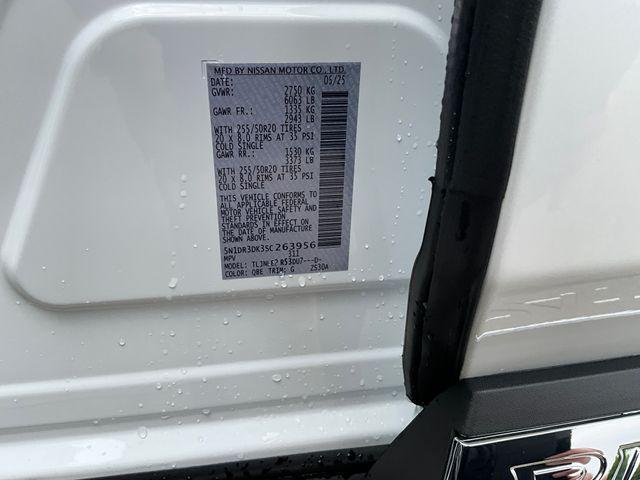 MFD BY NISSAN MOTOR CO., LTD.
DATE: 05/25
GVWR: 2750 KG
6063 LB
GAWR FR.: 1335 KG
2943 LB
WITH 255/50R20 TIRES
20 X 8.0 RIMS AT 35 PSI
COLD SINGLE
GAWR RR.: 1530 KG
3373 LB
WITH 255/50R20 TIRES
20 X 8.0 RIMS AT 35 PSI
COLD SINGLE
THIS VEHICLE CONFORMS TO
ALL APPLICABLE FEDERAL
MOTOR VEHICLE SAFETY AND
THEFT PREVENTION
STANDARDS IN EFFECT ON
THE DATE OF MANUFACTURE
SHOWN ABOVE.
5N1DR3DK3SC263956
MPV 311
MODEL: R53DU7---D-
COLOR: QBE TRIM: G